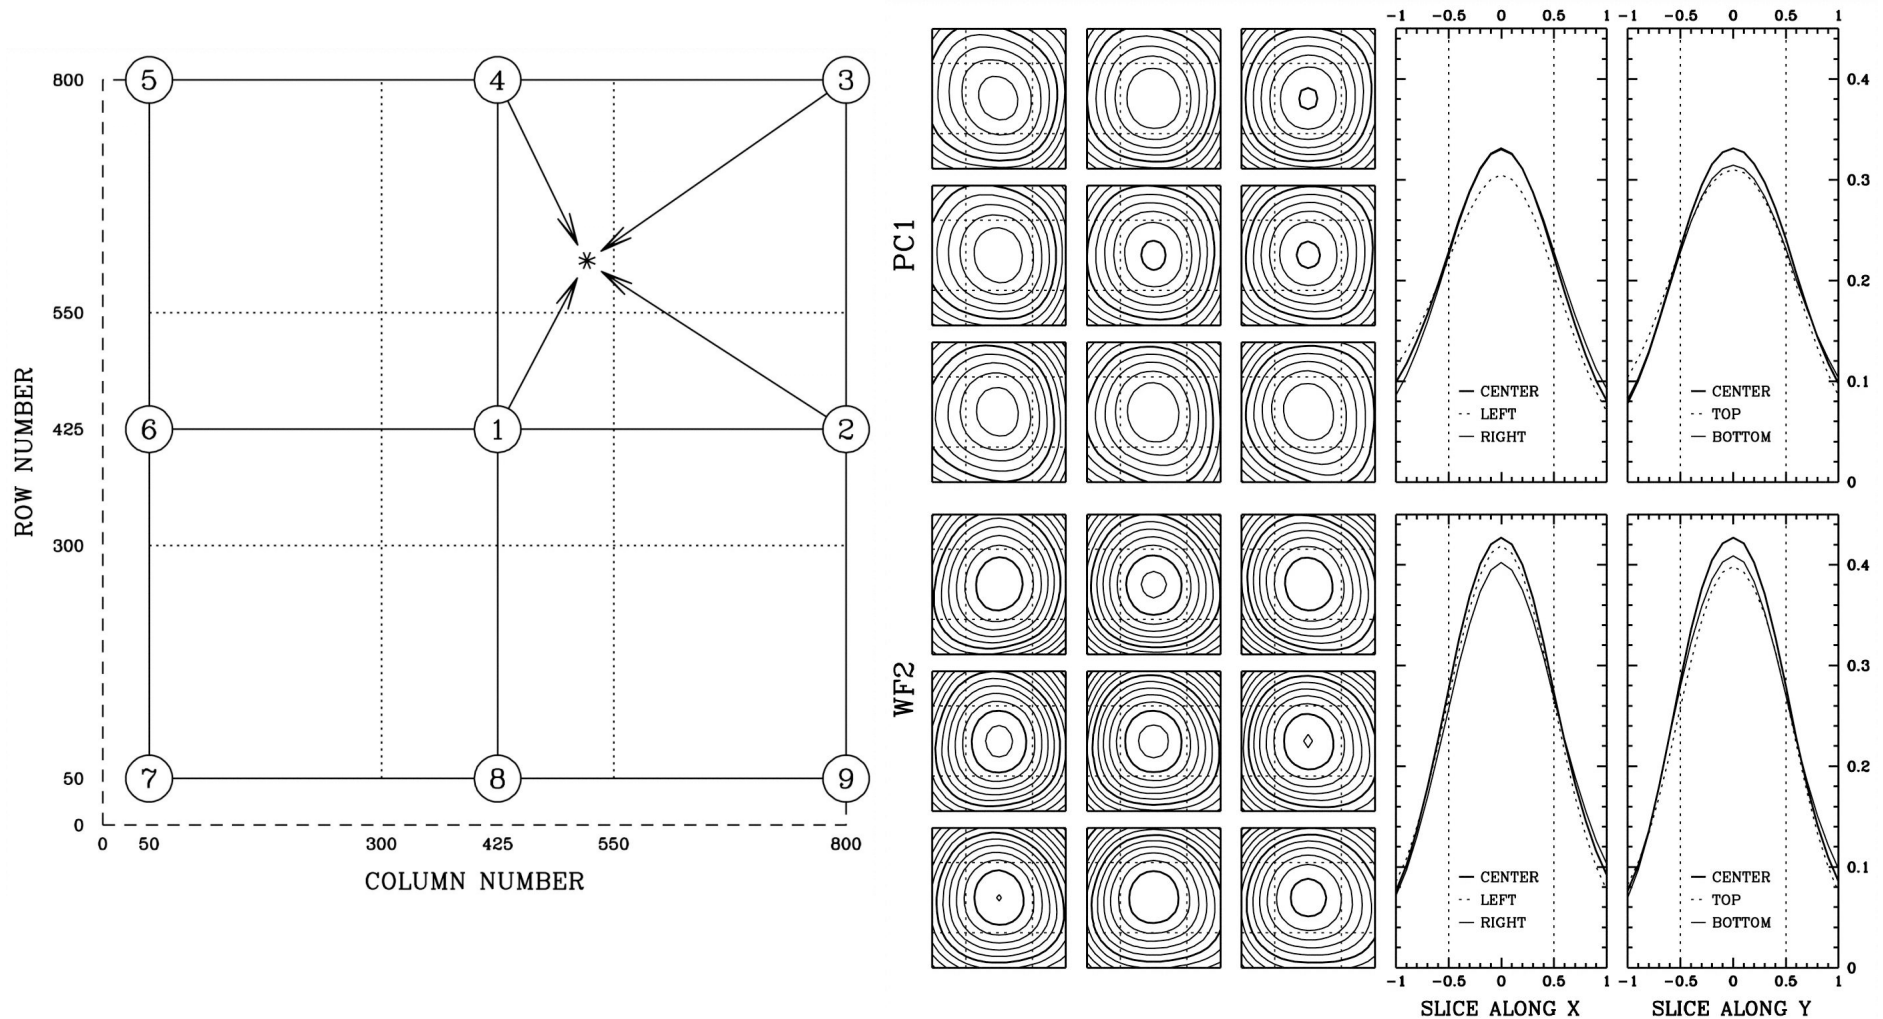 5 4 3
800
550
6 1 2
425
300
7 8 9
50
0
0 50 300 425 550 800
ROW NUMBER
COLUMN NUMBER
PC1
WF2
-1 -0.5 0 0.5 1
-1 -0.5 0 0.5 1
0.4
0.3
0.2
0.1
0
CENTER
LEFT
RIGHT
CENTER
TOP
BOTTOM
0.4
0.3
0.2
0.1
0
CENTER
LEFT
RIGHT
CENTER
TOP
BOTTOM
-1 -0.5 0 0.5 1
-1 -0.5 0 0.5 1
SLICE ALONG X
SLICE ALONG Y